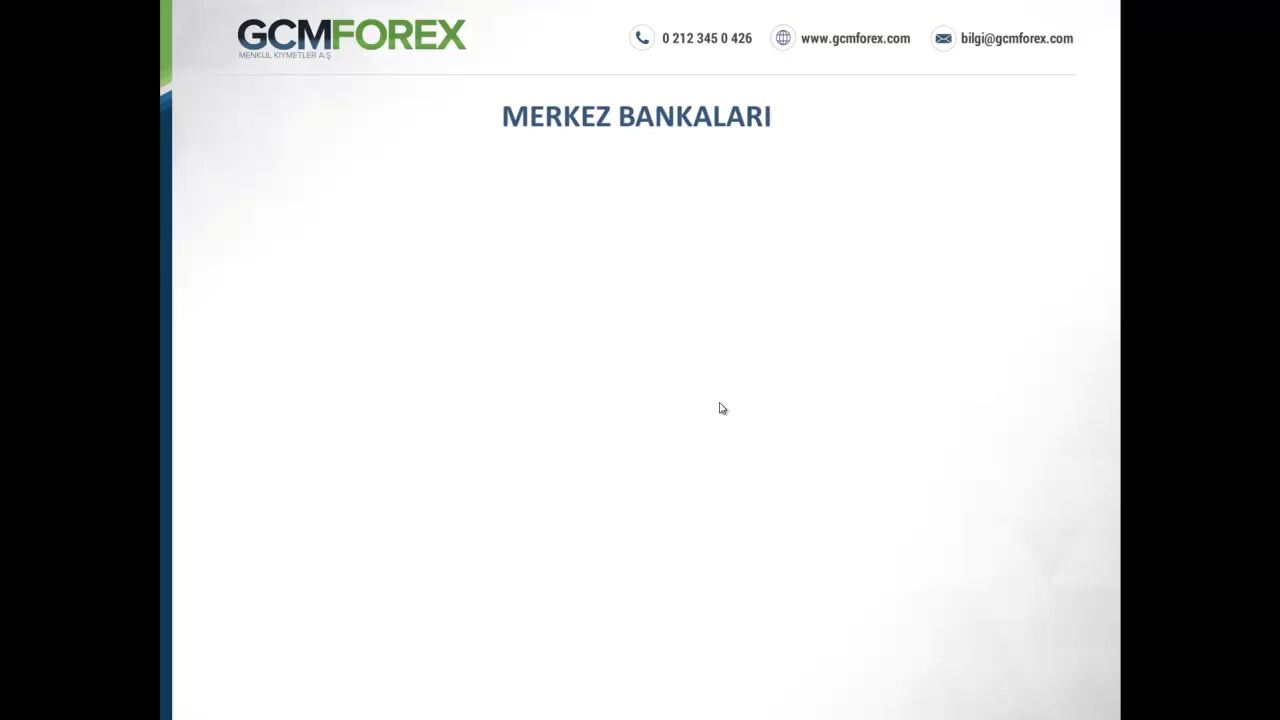 GCMFOREX
MENKUL KIYMETLER A.Ş
0 212 345 0 426
www.gcmforex.com
bilgi@gcmforex.com
MERKEZ BANKALARI